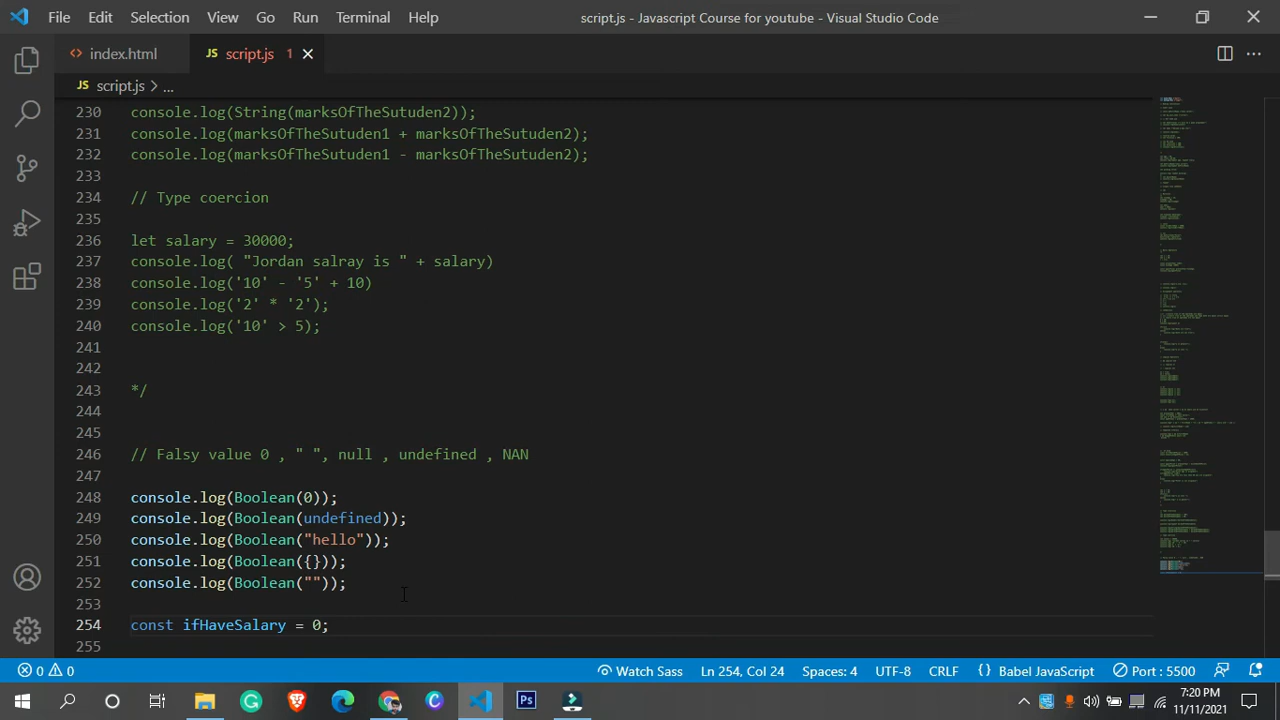 File Edit Selection View Go Run Terminal Help script.js - Javascript Course for youtube - Visual Studio Code
<> index.html JS script.js 1
JS script.js > ...
230 console.log(String(marksOfTheSutuden2))
231 console.log(marksOfTheSutuden1 + marksOfTheSutuden2);
232 console.log(marksOfTheSutuden1 - marksOfTheSutuden2);
233
234 // Type coercion
235
236 let salary = 30000;
237 console.log( "Jordan salray is " + salary)
238 console.log('10' - '5' + 10)
239 console.log('2' * '2');
240 console.log('10' > 5);
241
242
243 */
244
245
246 // Falsy value 0 , " ", null , undefined , NAN
247
248 console.log(Boolean(0));
249 console.log(Boolean(undefined));
250 console.log(Boolean("hello"));
251 console.log(Boolean({}));
252 console.log(Boolean(""));
253
254 const ifHaveSalary = 0;
255
0 0 Watch Sass Ln 254, Col 24 Spaces: 4 UTF-8 CRLF {} Babel JavaScript Port : 5500
7:20 PM
11/11/2021